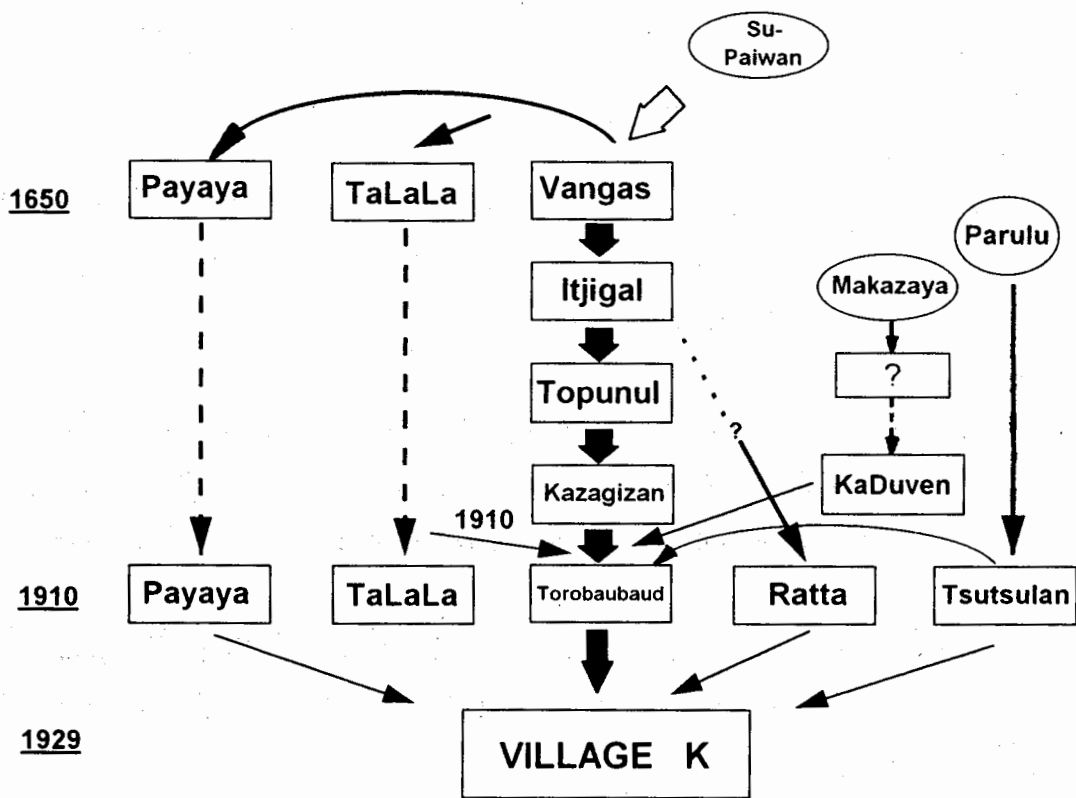 Su-
Paiwan
1650
Payaya
TaLaLa
Vangas
Parulu
Itjigal
Makazaya
?
Topunul
?
Kazagizan
KaDuven
1910
1910
Payaya
TaLaLa
Torobaubaud
Ratta
Tsutsulan
1929
VILLAGE K